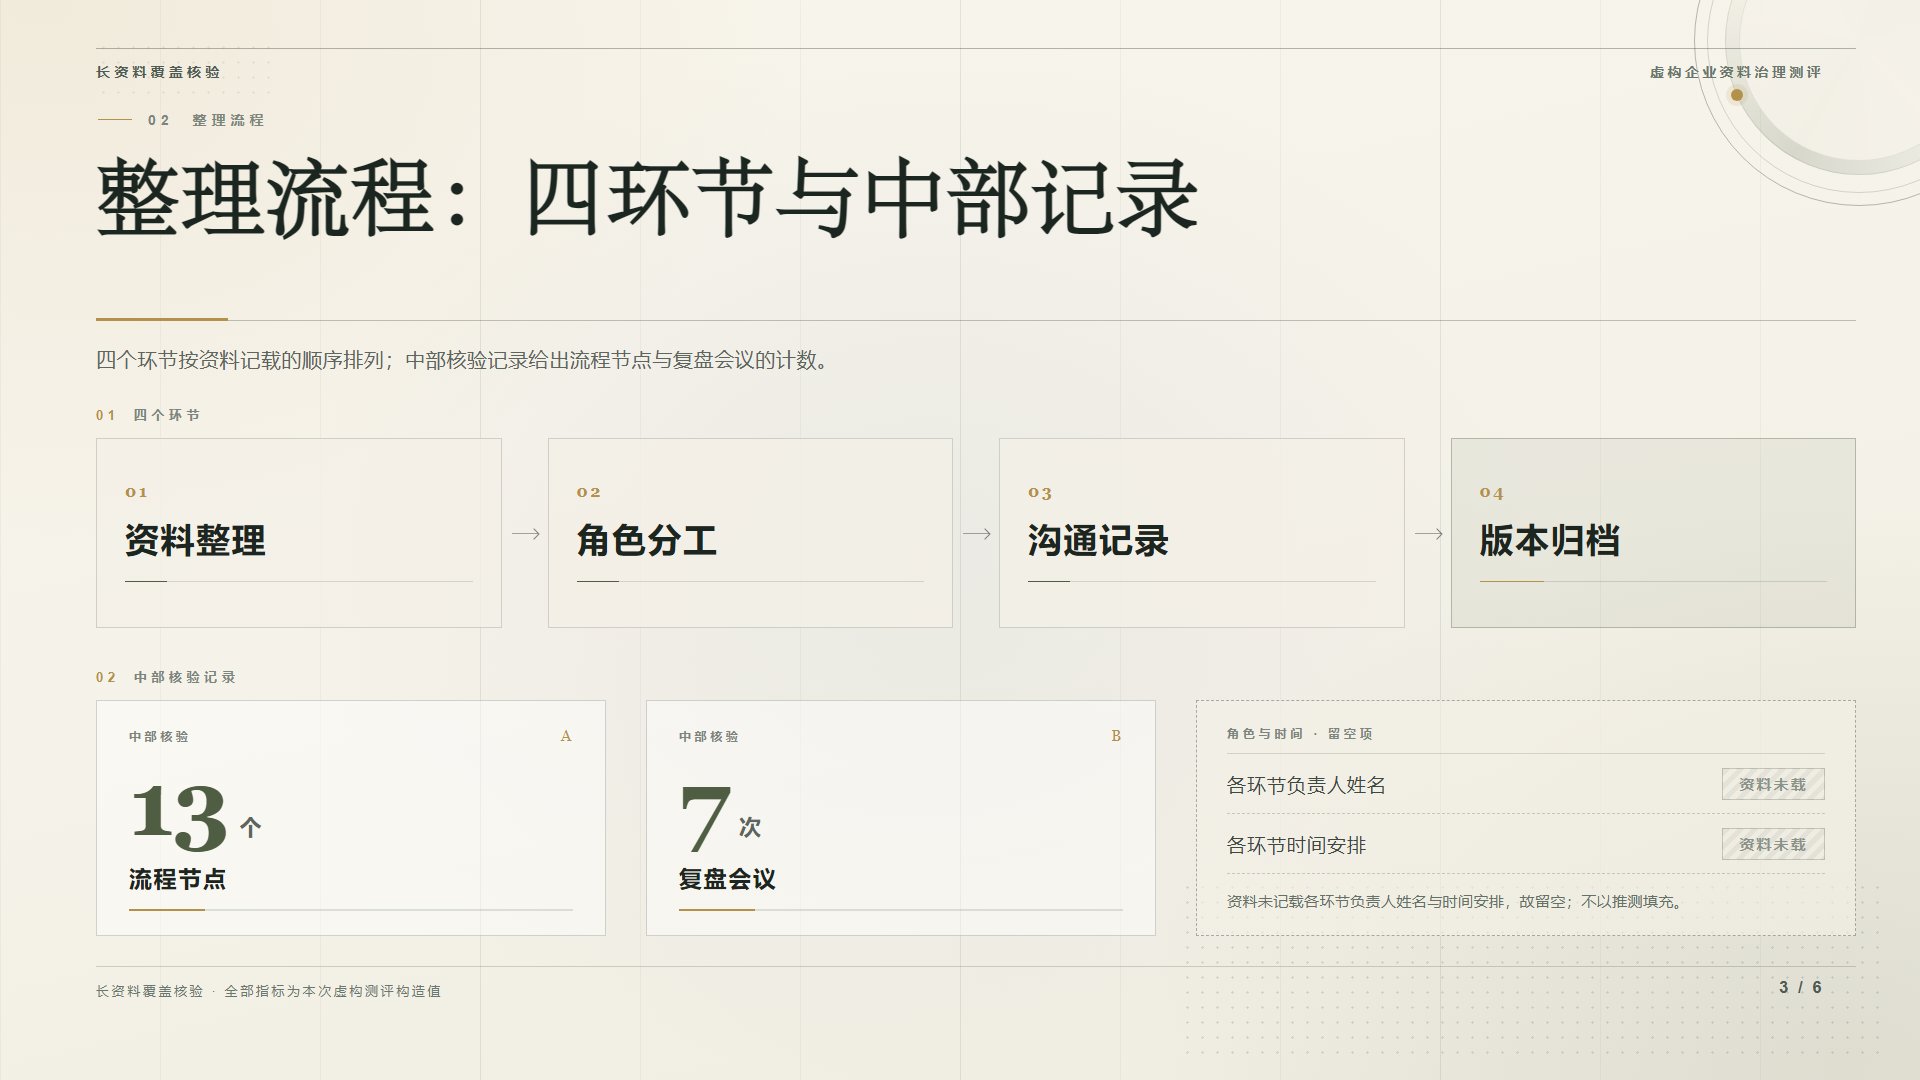 长资料覆盖核验
虚构企业资料治理测评
02 整理流程
整理流程：四环节与中部记录
四个环节按资料记载的顺序排列；中部核验记录给出流程节点与复盘会议的计数。
01 四个环节
01
资料整理
02
角色分工
03
沟通记录
04
版本归档
02 中部核验记录
中部核验 A
13 个
流程节点
中部核验 B
7 次
复盘会议
角色与时间 · 留空项
各环节负责人姓名 资料未载
各环节时间安排 资料未载
资料未记载各环节负责人姓名与时间安排，故留空；不以推测填充。
长资料覆盖核验 · 全部指标为本次虚构测评构造值
3 / 6